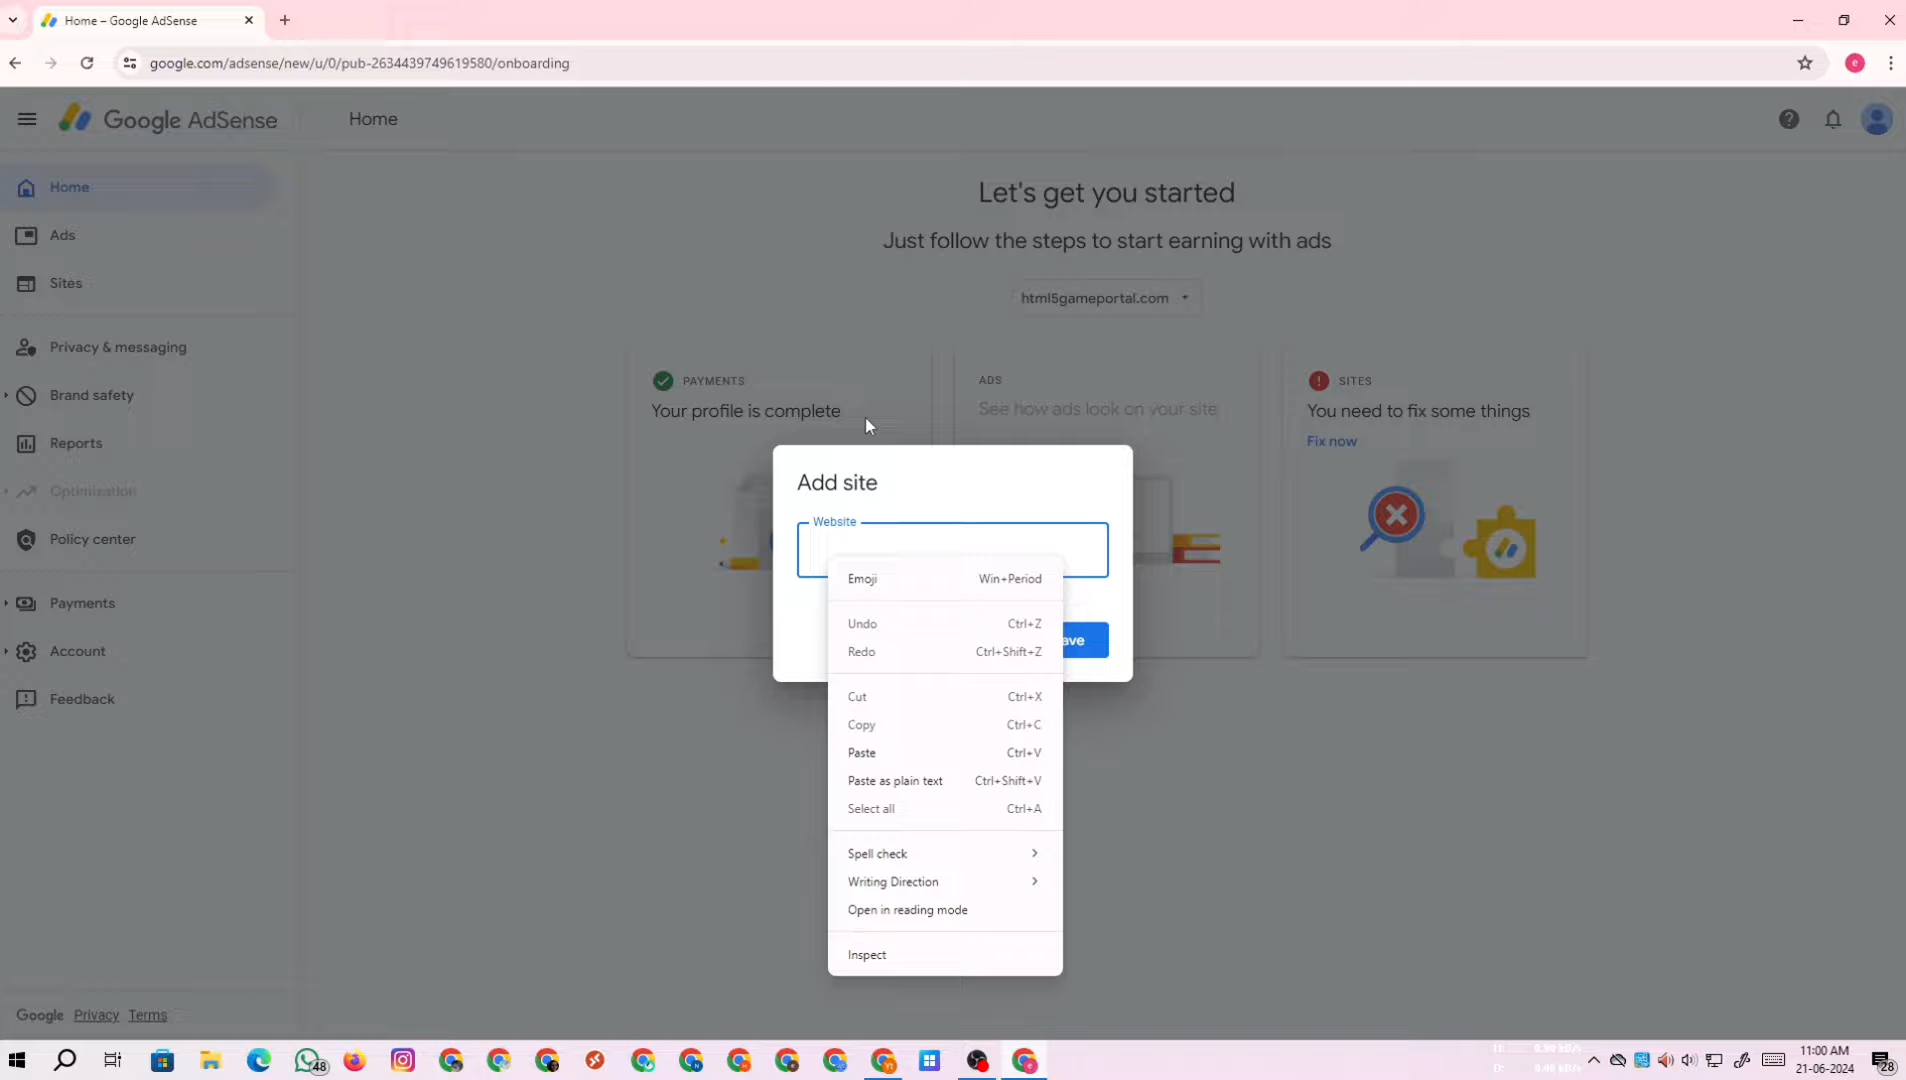 Home – Google AdSense
google.com/adsense/new/u/0/pub-2634439749619580/onboarding
e
Google AdSense
Home
Home
Ads
Sites
Privacy & messaging
Brand safety
Reports
Optimization
Policy center
Payments
Account
Feedback
Let's get you started
Just follow the steps to start earning with ads
html5gameportal.com
PAYMENTS
Your profile is complete
ADS
See how ads look on your site
SITES
You need to fix some things
Fix now
Add site
Website
ave
Emoji Win+Period
Undo Ctrl+Z
Redo Ctrl+Shift+Z
Cut Ctrl+X
Copy Ctrl+C
Paste Ctrl+V
Paste as plain text Ctrl+Shift+V
Select all Ctrl+A
Spell check
Writing Direction
Open in reading mode
Inspect
Google Privacy Terms
48
11:00 AM
21-06-2024
28